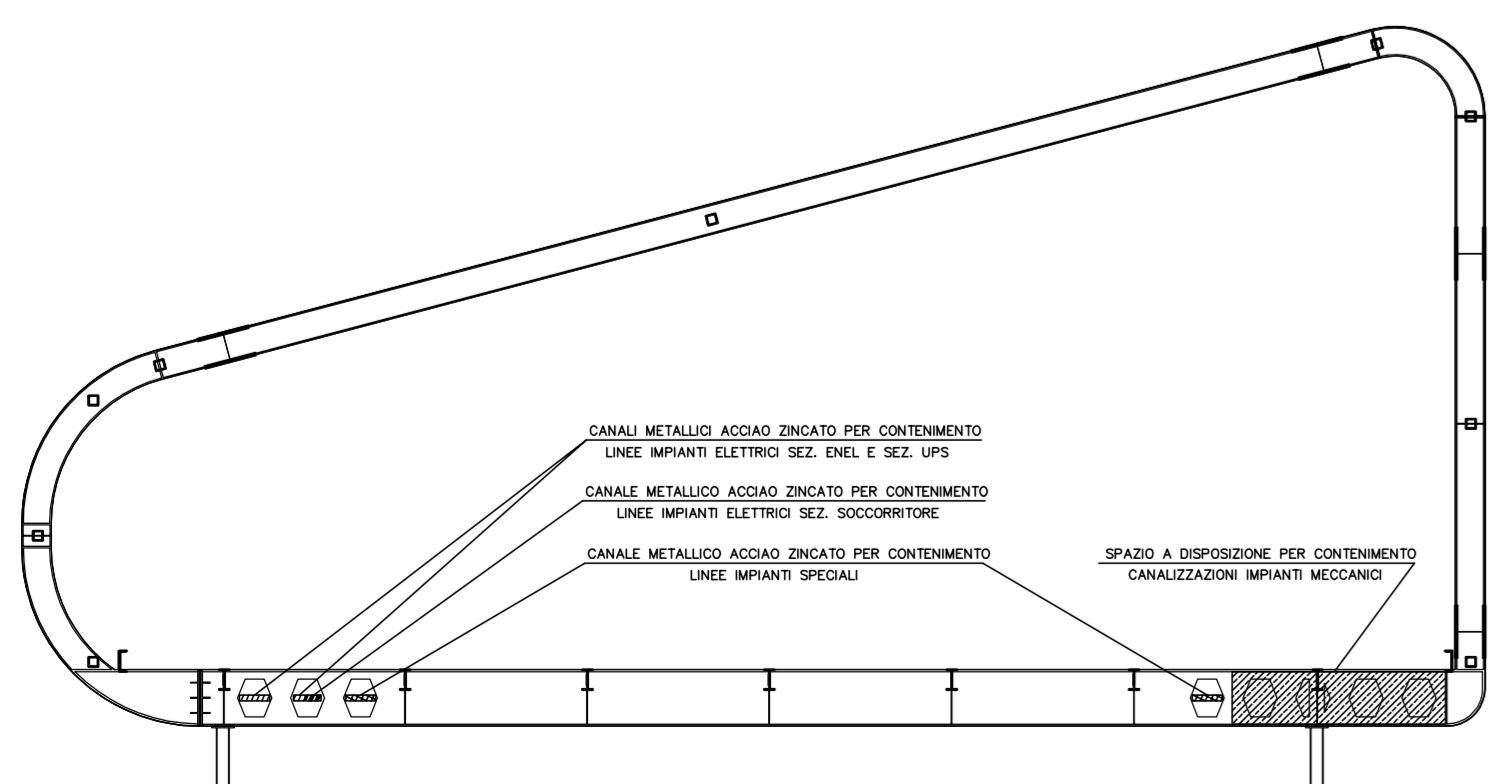 CANALI METALLICI ACCIAO ZINCATO PER CONTENIMENTO
LINEE IMPIANTI ELETTRICI SEZ. ENEL E SEZ. UPS
CANALE METALLICO ACCIAO ZINCATO PER CONTENIMENTO
LINEE IMPIANTI ELETTRICI SEZ. SOCCORRITORE
CANALE METALLICO ACCIAO ZINCATO PER CONTENIMENTO
LINEE IMPIANTI SPECIALI
SPAZIO A DISPOSIZIONE PER CONTENIMENTO
CANALIZZAZIONI IMPIANTI MECCANICI